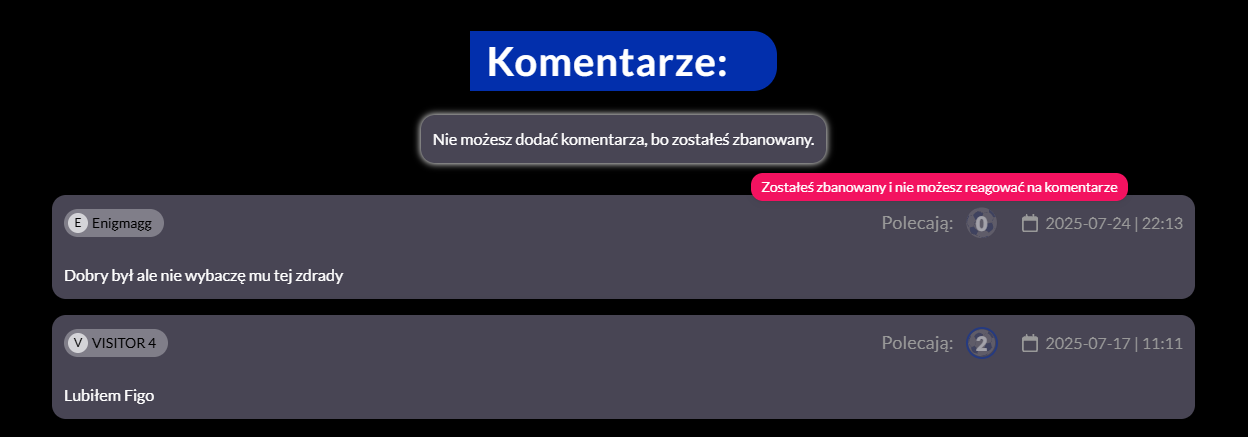 Komentarze:
Nie możesz dodać komentarza, bo zostałeś zbanowany.
Zostałeś zbanowany i nie możesz reagować na komentarze
E Enigmagg Polecają: 0 2025-07-24 | 22:13
Dobry był ale nie wybaczę mu tej zdrady
V VISITOR 4 Polecają: 2 2025-07-17 | 11:11
Lubiłem Figo